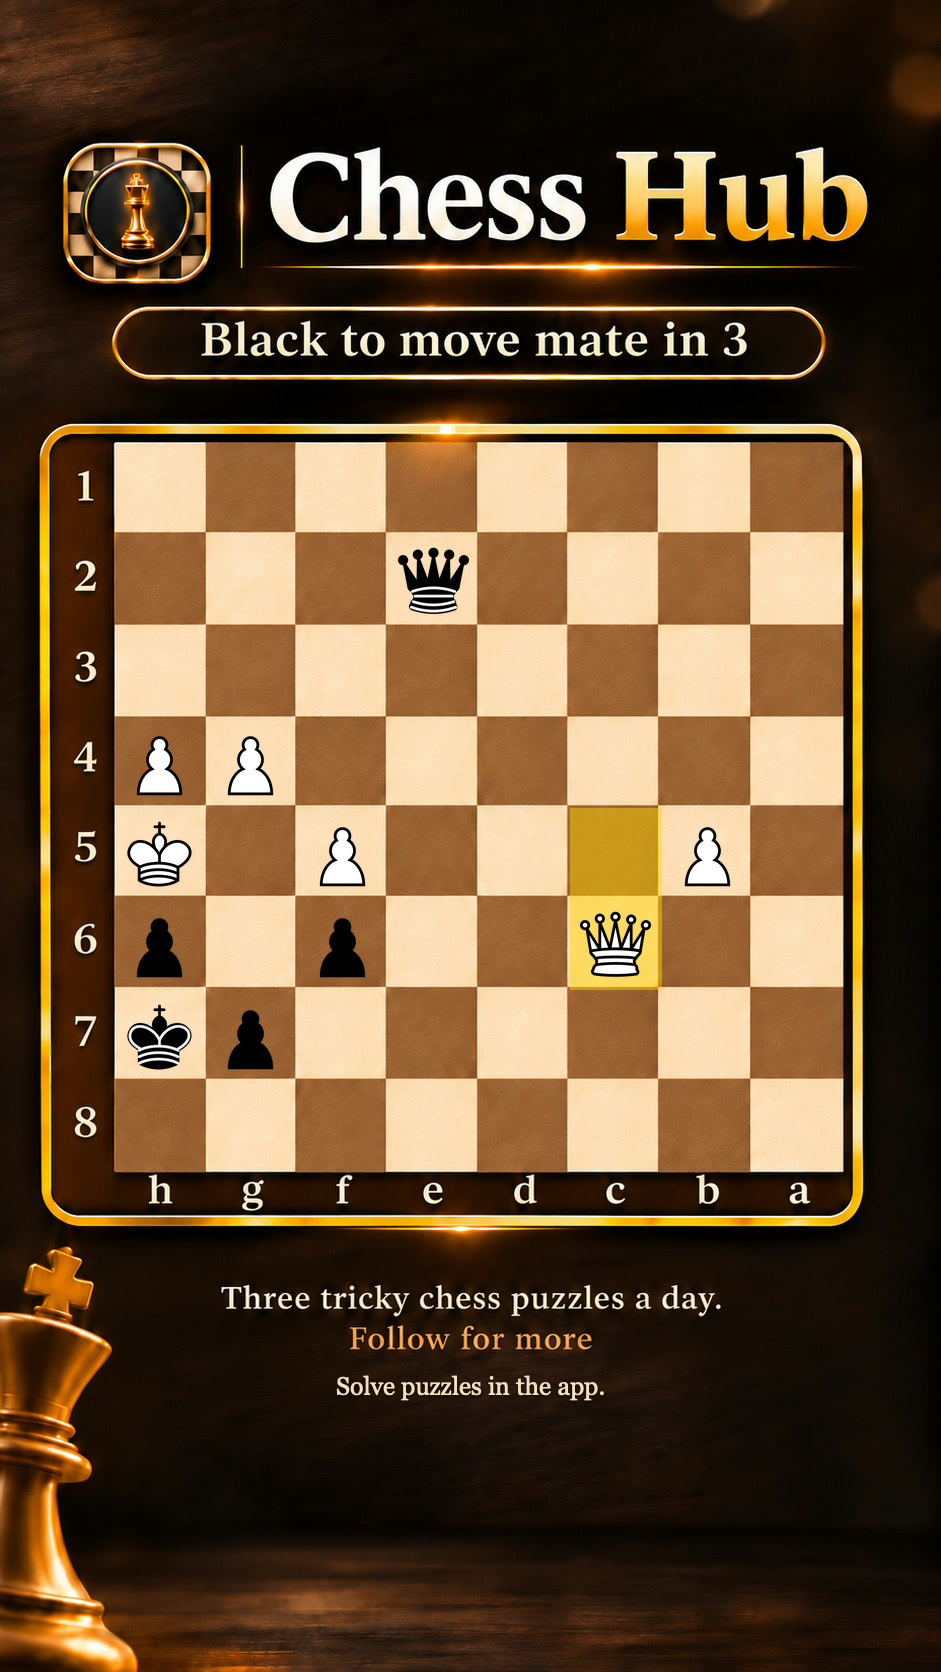 Chess Hub
Black to move mate in 3
1
2
3
4
5
6
7
8
h g f e d c b a
Three tricky chess puzzles a day.
Follow for more
Solve puzzles in the app.